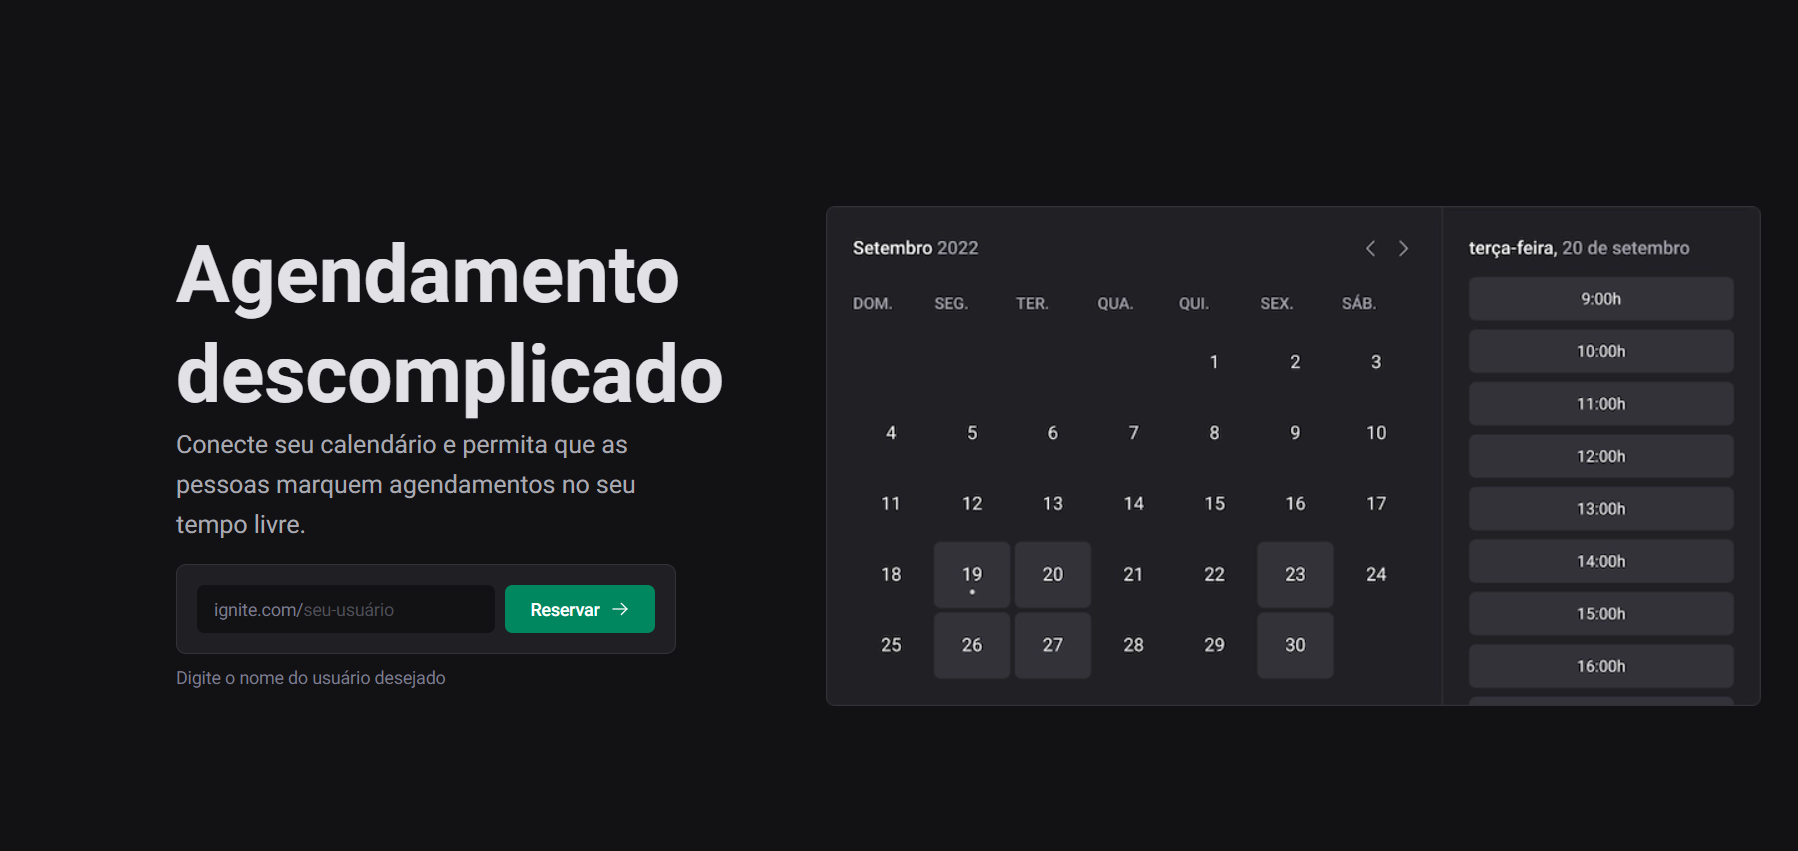 Agendamento
descomplicado
Conecte seu calendário e permita que as
pessoas marquem agendamentos no seu
tempo livre.
ignite.com/seu-usuário
Reservar
Digite o nome do usuário desejado
Setembro 2022
DOM. SEG. TER. QUA. QUI. SEX. SÁB.
1 2 3
4 5 6 7 8 9 10
11 12 13 14 15 16 17
18 19 20 21 22 23 24
25 26 27 28 29 30
terça-feira, 20 de setembro
9:00h
10:00h
11:00h
12:00h
13:00h
14:00h
15:00h
16:00h